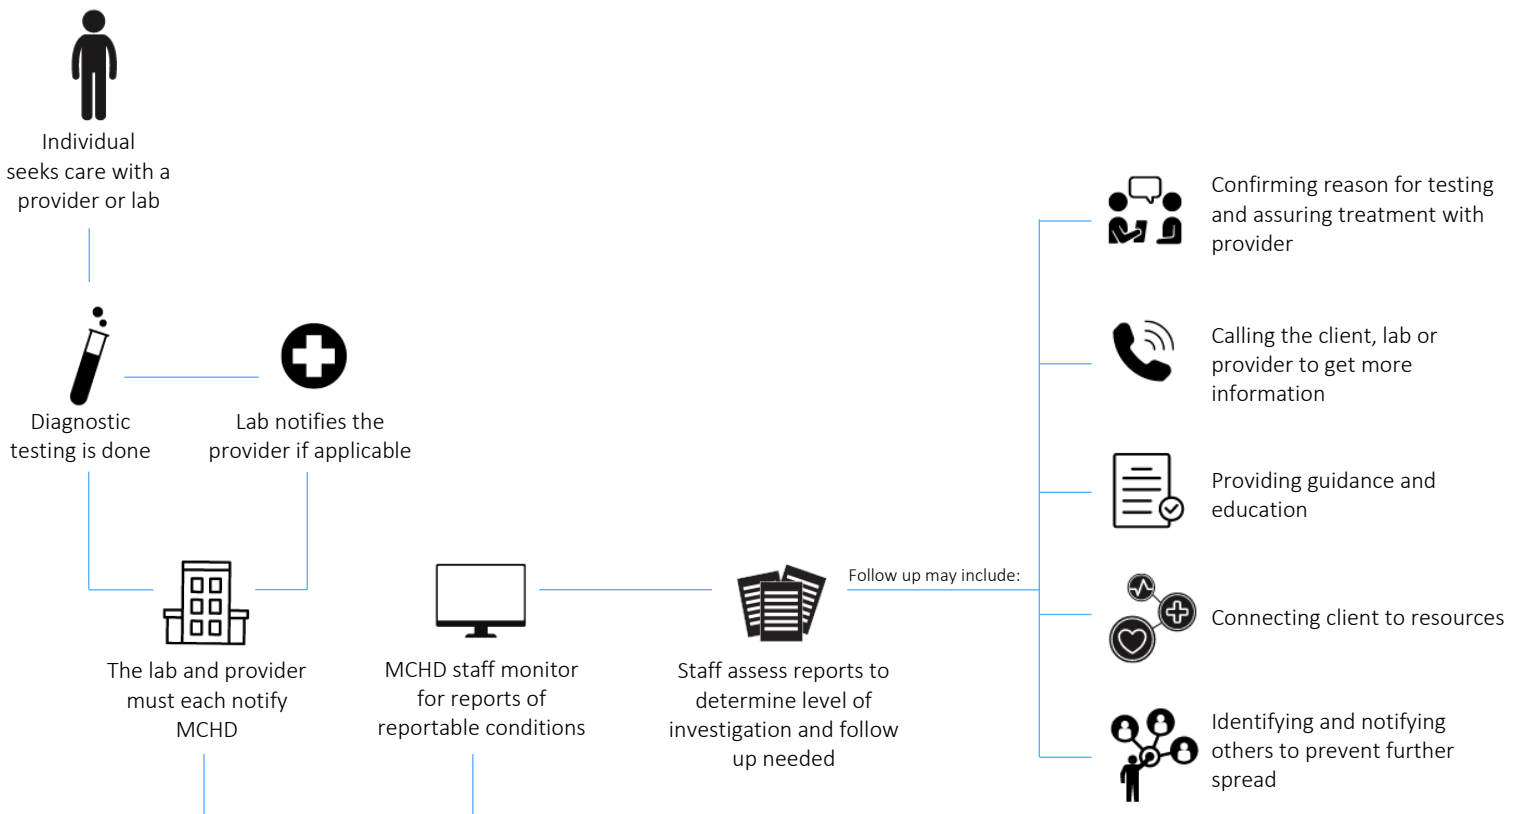 Individual
seeks care with a
provider or lab
Diagnostic
testing is done
Lab notifies the
provider if applicable
The lab and provider
must each notify
MCHD
MCHD staff monitor
for reports of
reportable conditions
Staff assess reports to
determine level of
investigation and follow
up needed
Follow up may include:
Confirming reason for testing
and assuring treatment with
provider
Calling the client, lab or
provider to get more
information
Providing guidance and
education
Connecting client to resources
Identifying and notifying
others to prevent further
spread